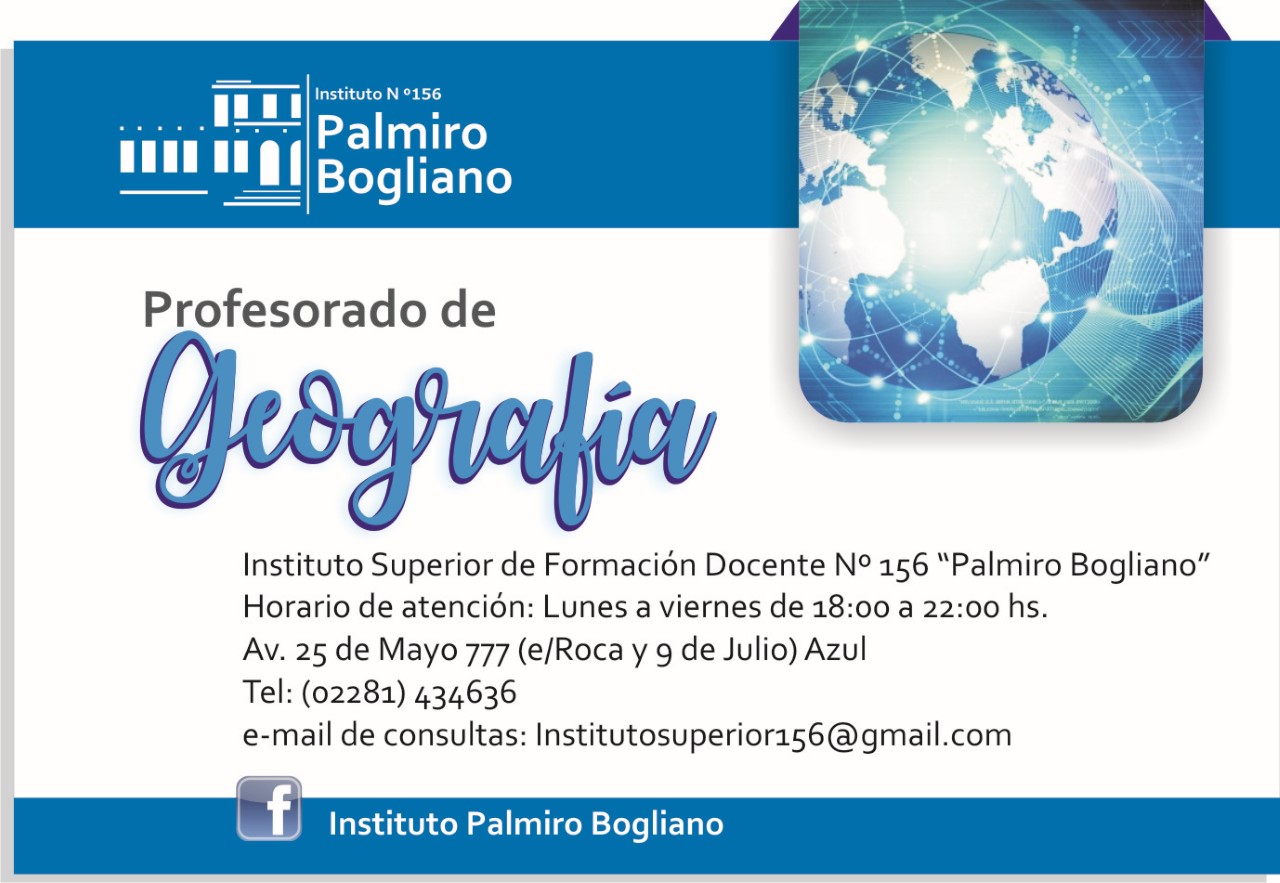 Instituto N º156
Palmiro
Bogliano
Profesorado de
Geografía
Instituto Superior de Formación Docente Nº 156 “Palmiro Bogliano”
Horario de atención: Lunes a viernes de 18:00 a 22:00 hs.
Av. 25 de Mayo 777 (e/Roca y 9 de Julio) Azul
Tel: (02281) 434636
e-mail de consultas: Institutosuperior156@gmail.com
f
Instituto Palmiro Bogliano